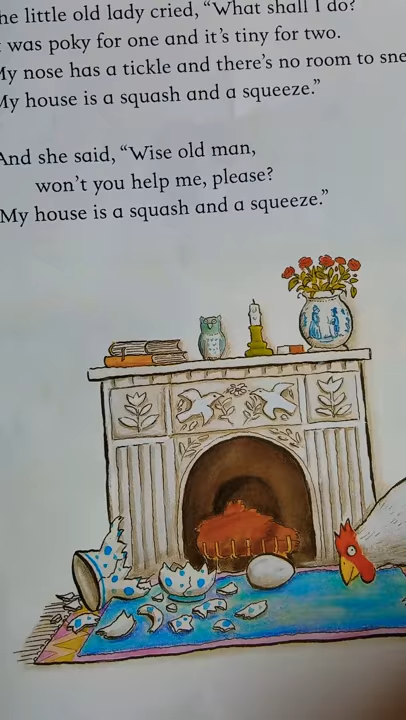 he little old lady cried, “What shall I do?
was poky for one and it’s tiny for two.
My nose has a tickle and there’s no room to sne
My house is a squash and a squeeze.”
And she said, “Wise old man,
won’t you help me, please?
My house is a squash and a squeeze.”